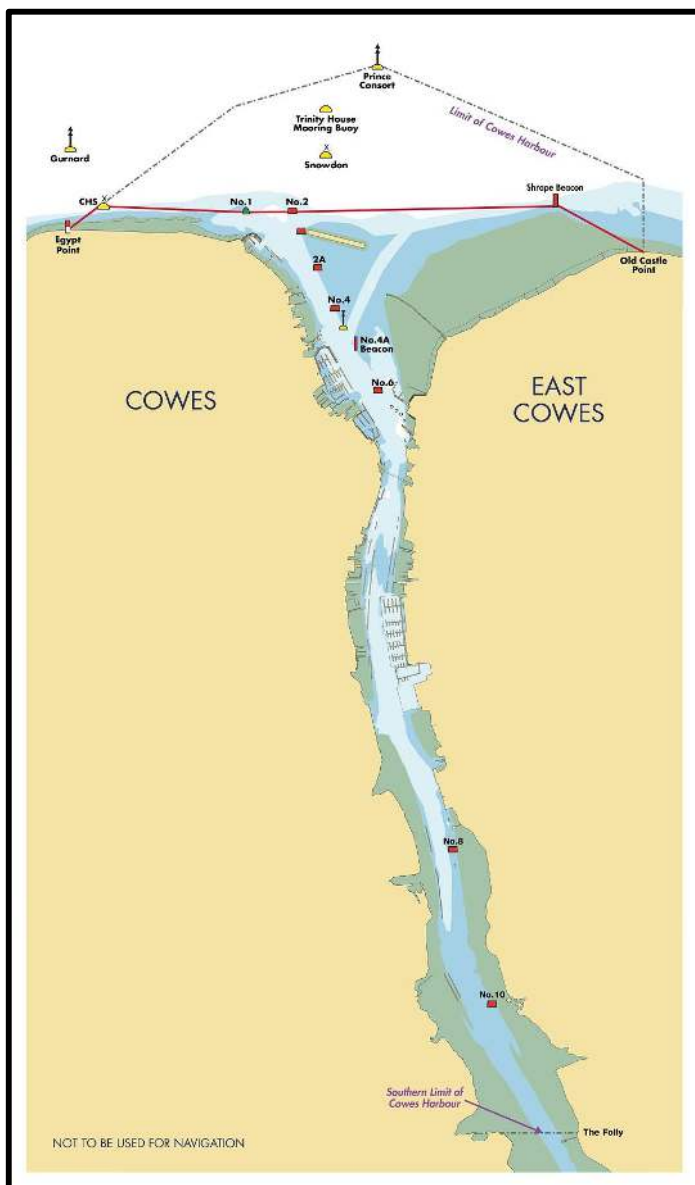 Prince
Consort
Trinity House
Mooring Buoy
Limit of Cowes Harbour
Gurnard
Snowdon
CHS
No.1
No.2
Shrape Beacon
Egypt
Point
Old Castle
Point
2A
No.4
No.4A
Beacon
No.6
COWES
EAST
COWES
No.8
No.10
Southern Limit of
Cowes Harbour
The Folly
NOT TO BE USED FOR NAVIGATION